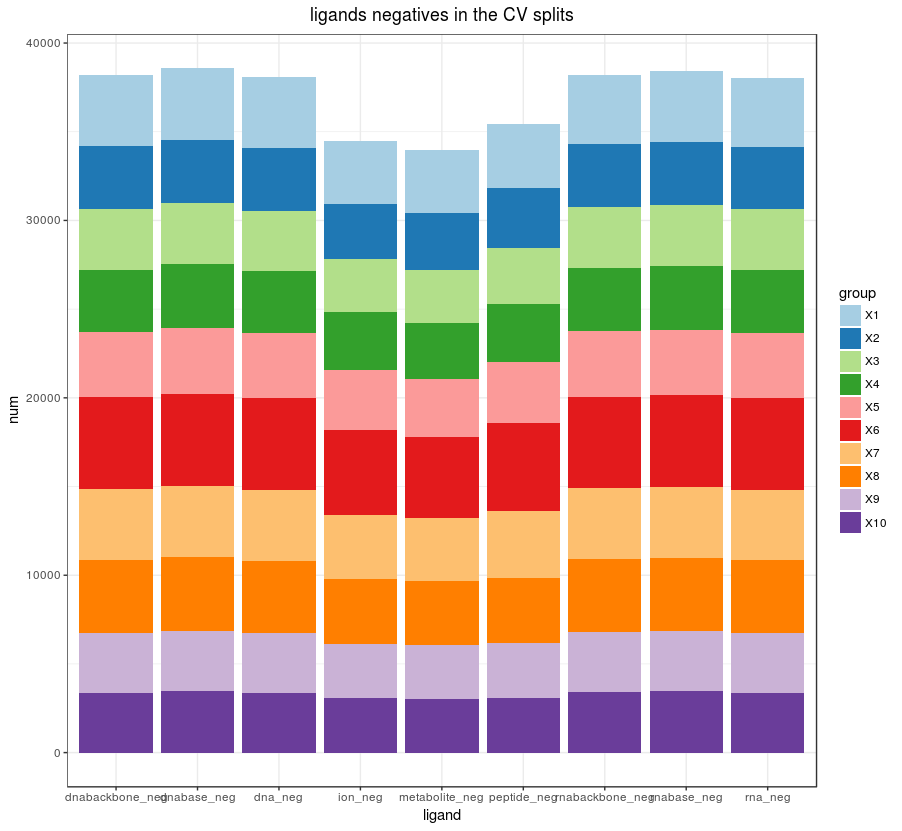 ligands negatives in the CV splits
40000
30000
20000
10000
0
num
dnabackbone_neg dnabase_neg dna_neg ion_neg metabolite_neg peptide_neg rnabackbone_neg rnabase_neg rna_neg
ligand
group
X1
X2
X3
X4
X5
X6
X7
X8
X9
X10